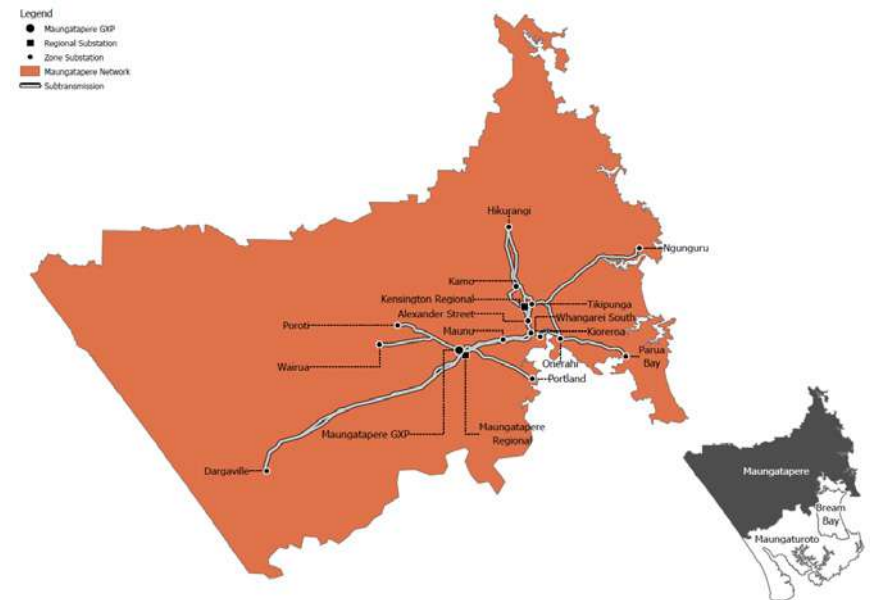 Legend
Maungatapere GXP
Regional Substation
Zone Substation
Maungatapere Network
Subtransmission
Hikurangi
Ngunguru
Kamo
Kensington Regional
Tikipunga
Alexander Street
Whangarei South
Poroti
Maunu
Kioreroa
Wairua
Onerahi
Parua
Bay
Portland
Maungatapere GXP
Maungatapere
Regional
Dargaville
Maungatapere
Bream
Bay
Maungaturoto